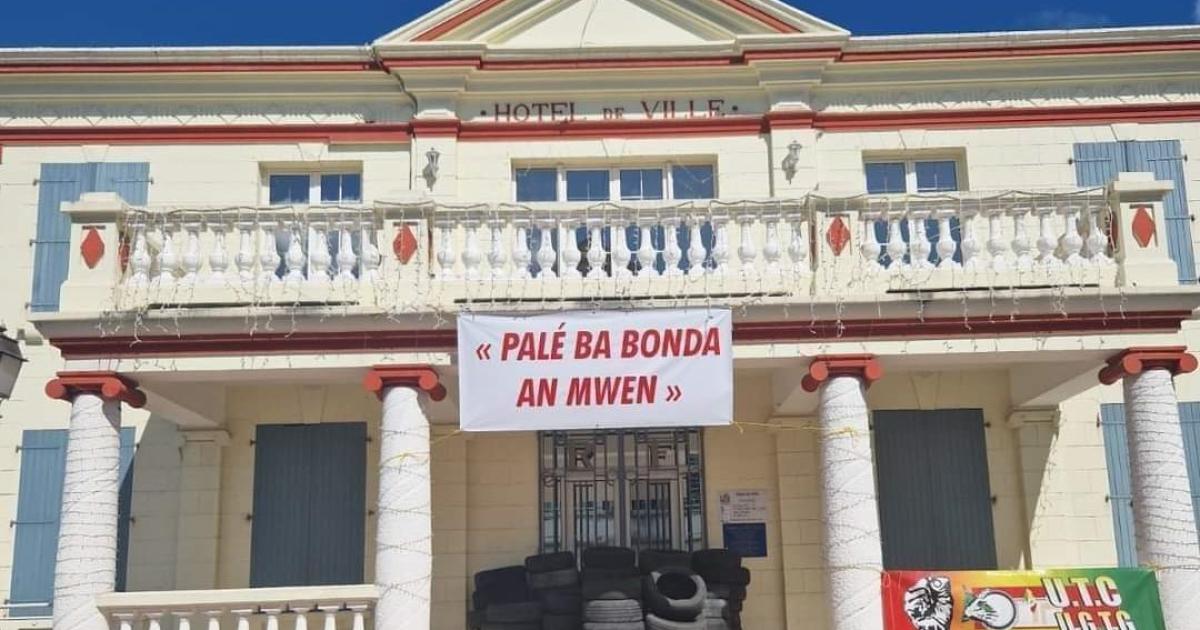 • HOTEL DE VILLE •
« PALÉ BA BONDA
AN MWEN »
R F
U.T.C
U.G.T.G